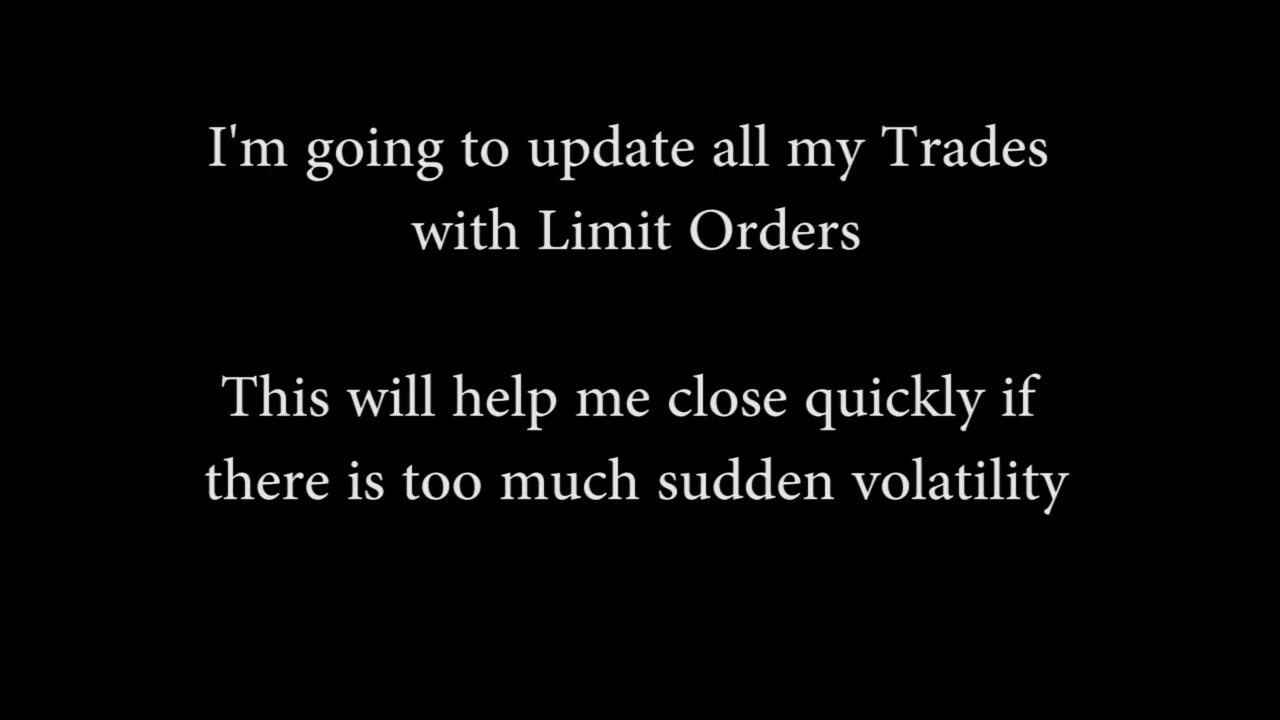 I'm going to update all my Trades
with Limit Orders
This will help me close quickly if
there is too much sudden volatility